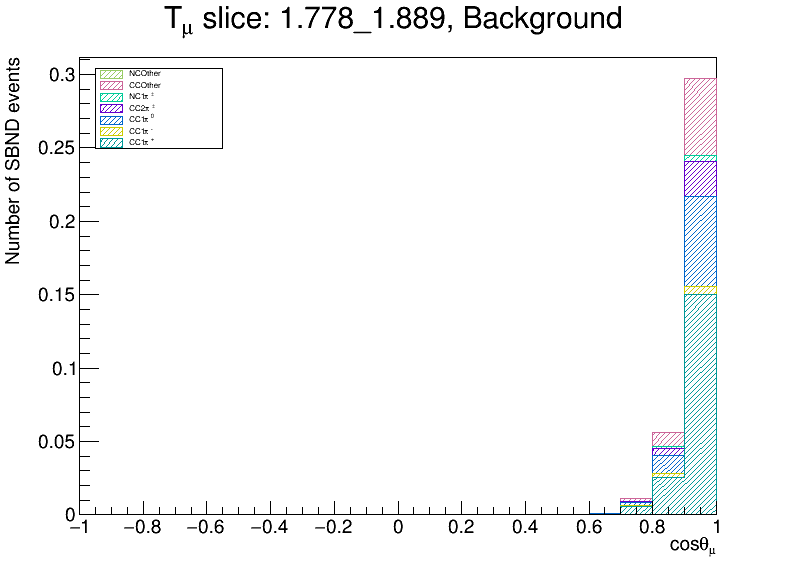 Tμ slice: 1.778_1.889, Background
Number of SBND events
0.3
0.25
0.2
0.15
0.1
0.05
0
NCOther
CCOther
NC1π ±
CC2π ±
CC1π 0
CC1π -
CC1π +
−1 −0.8 −0.6 −0.4 −0.2 0 0.2 0.4 0.6 0.8 1
cosθμ